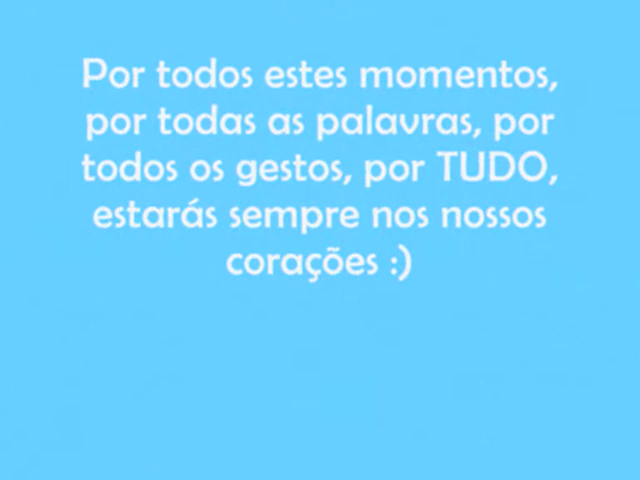 Por todos estes momentos,
por todas as palavras, por
todos os gestos, por TUDO,
estarás sempre nos nossos
corações :)